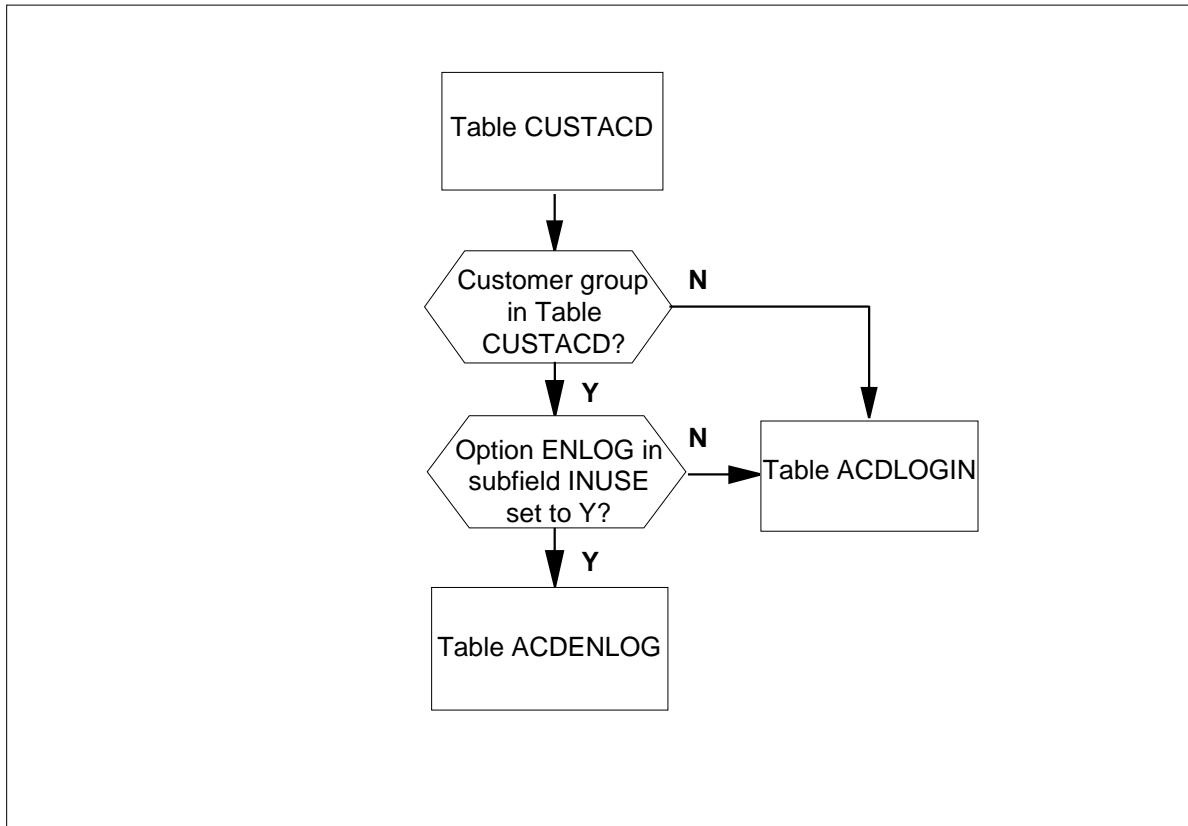 Table CUSTACD
Customer group
in Table
CUSTACD?
N
Y
Option ENLOG in
subfield INUSE
set to Y?
N
Table ACDLOGIN
Y
Table ACDENLOG